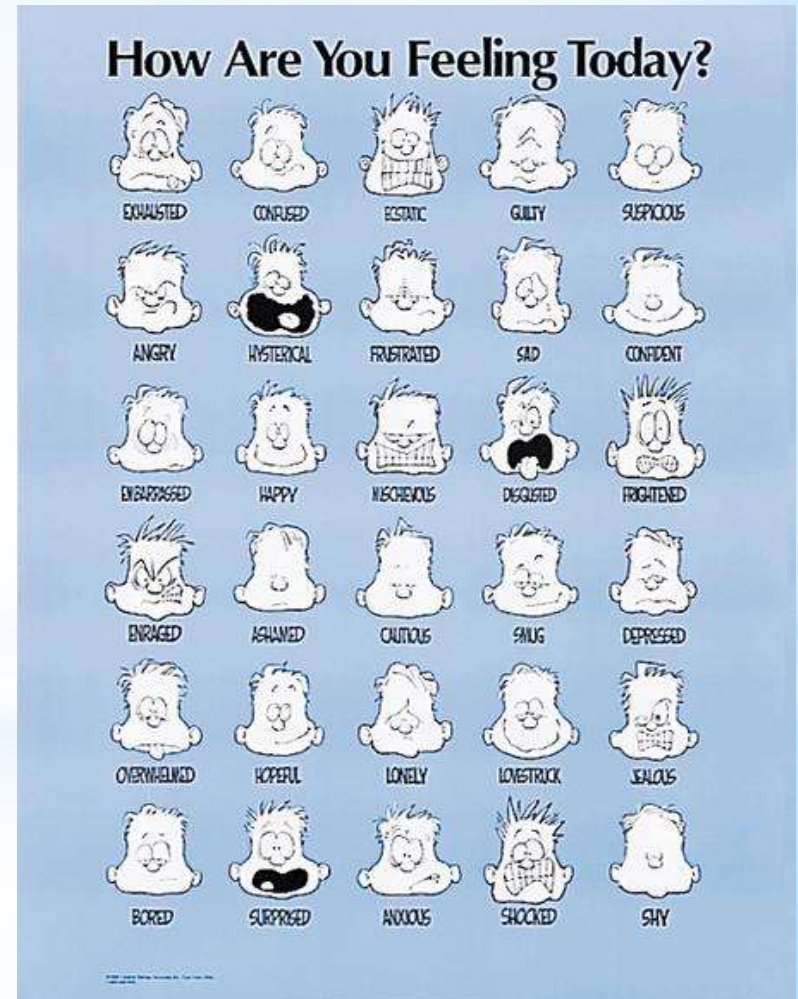 How Are You Feeling Today?
EXHAUSTED CONFUSED ECSTATIC GUILTY SUSPICIOUS
ANGRY HYSTERICAL FRUSTRATED SAD CONFIDENT
EMBARRASSED HAPPY MISCHIEVOUS DISGUSTED FRIGHTENED
ENRAGED ASHAMED CAUTIOUS SMUG DEPRESSED
OVERWHELMED HOPEFUL LONELY LOVESTRUCK JEALOUS
BORED SURPRISED ANXIOUS SHOCKED SHY